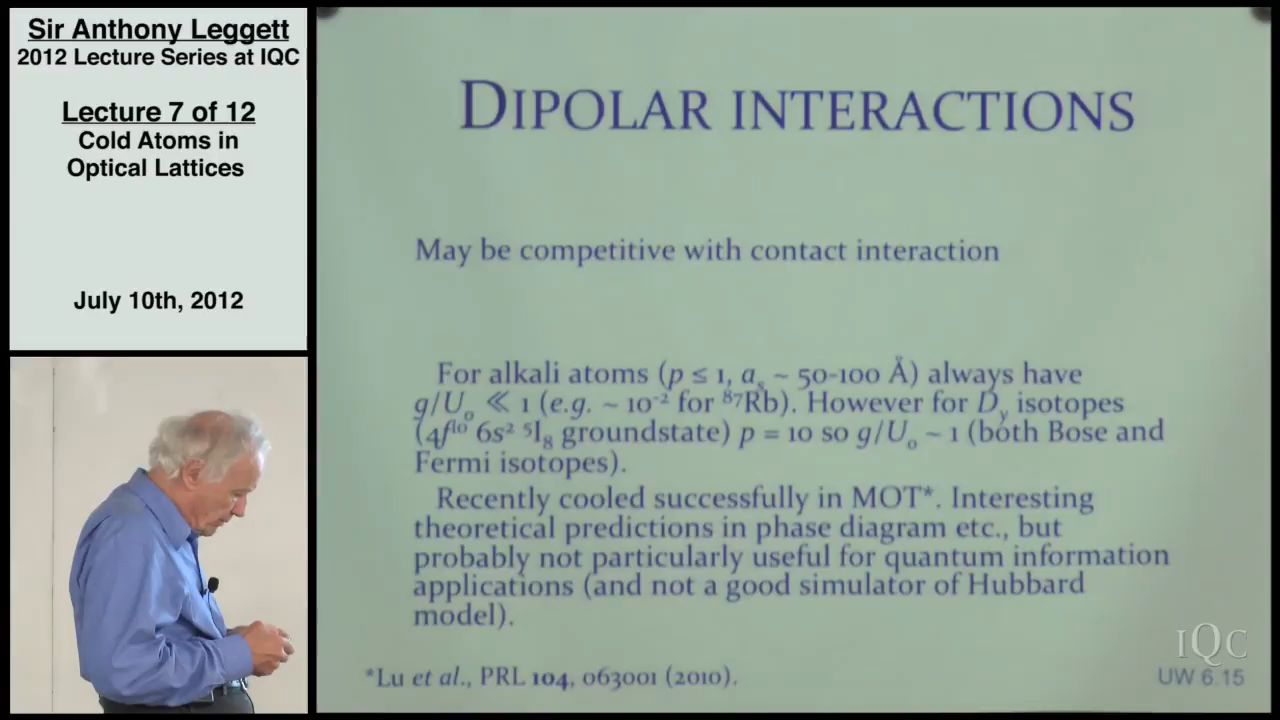 Sir Anthony Leggett
2012 Lecture Series at IQC
Lecture 7 of 12
Cold Atoms in
Optical Lattices
July 10th, 2012
DIPOLAR INTERACTIONS
May be competitive with contact interaction
For alkali atoms (p ≤ 1, aₛ ~ 50-100 Å) always have
g/Uₒ ≪ 1 (e.g. ~ 10⁻² for ⁸⁷Rb). However for Dᵧ isotopes
(4f¹⁰ 6s² ⁵I₈ groundstate) p = 10 so g/Uₒ ~ 1 (both Bose and
Fermi isotopes).
Recently cooled successfully in MOT*. Interesting
theoretical predictions in phase diagram etc., but
probably not particularly useful for quantum information
applications (and not a good simulator of Hubbard
model).
*Lu et al., PRL 104, 063001 (2010).
IQC
UW 6.15